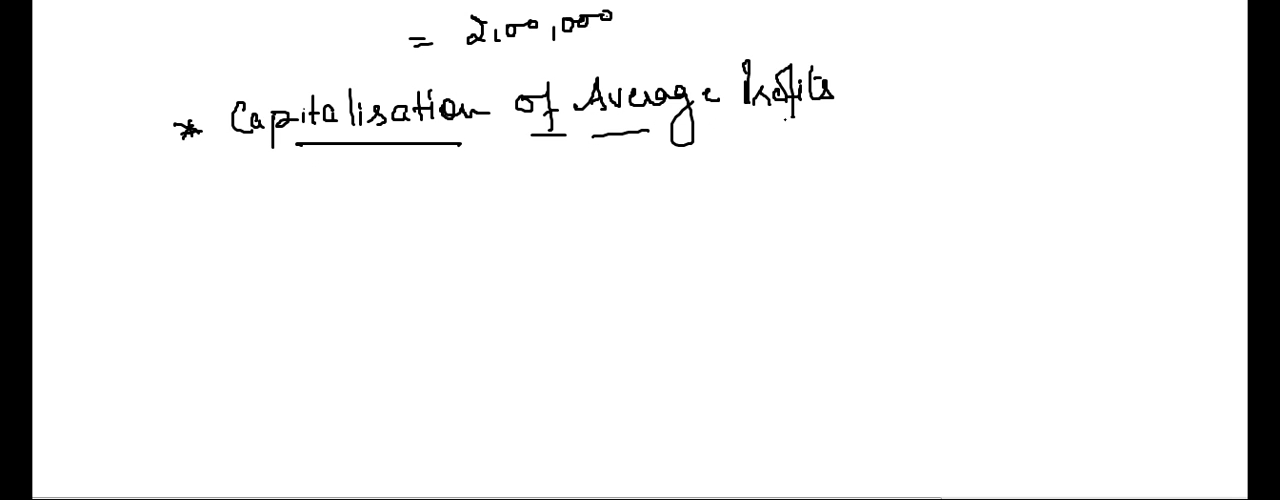 = 2,00,000
* Capitalisation of Average Profits